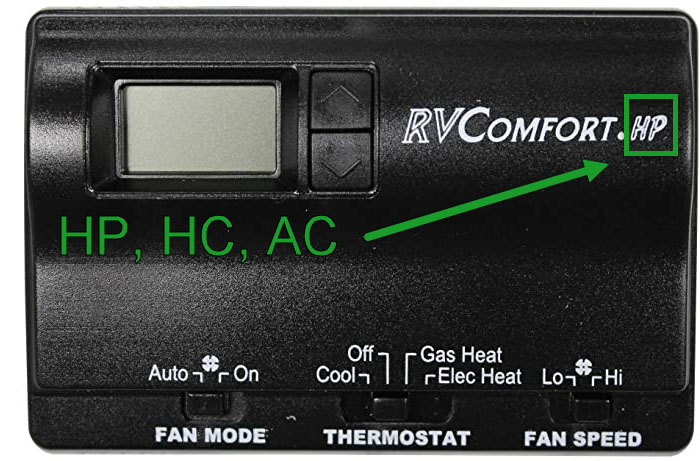 RVCOMFORT.HP
HP, HC, AC
Off Gas Heat
Auto On Cool Elec Heat Lo Hi
FAN MODE THERMOSTAT FAN SPEED